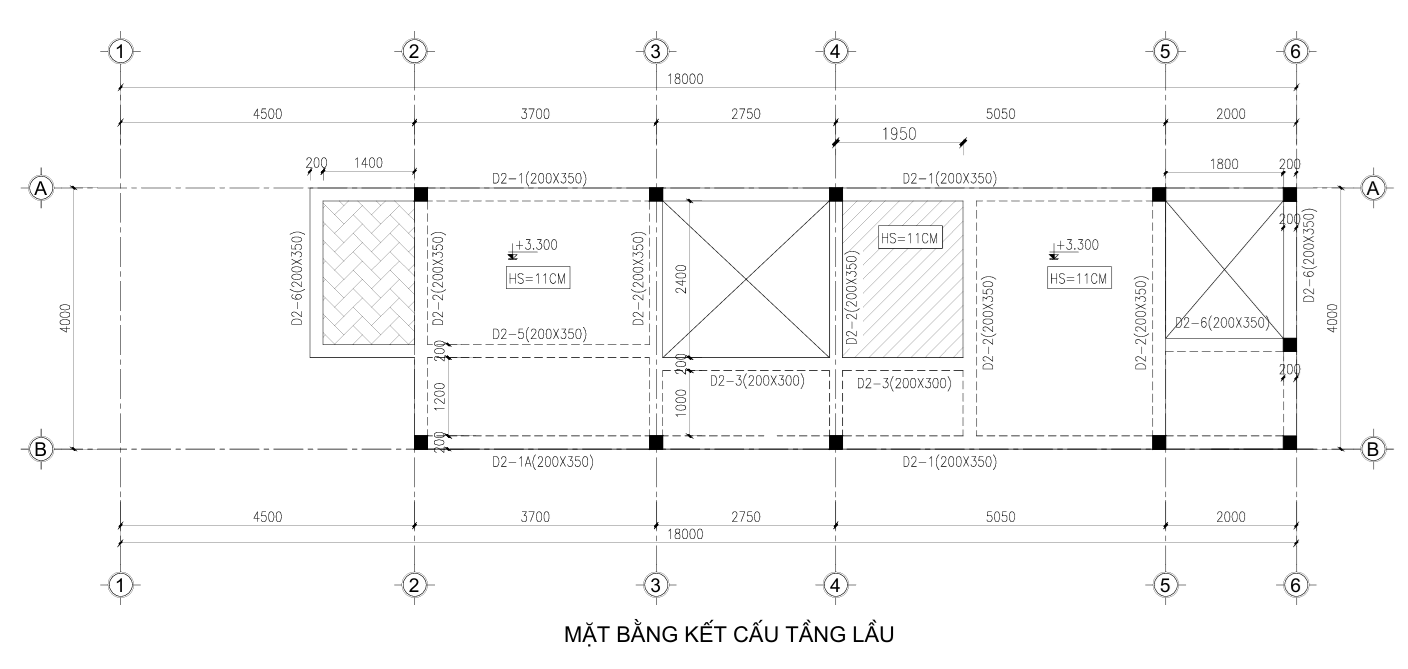 1 2 3 4 5 6
18000
4500 3700 2750 5050 2000
1950
200 1400 1800 200
A D2-1(200X350) D2-1(200X350) A
200
HS=11CM
+3.300 +3.300
HS=11CM HS=11CM
D2-6(200X350) D2-2(200X350) D2-2(200X350) D2-2(200X350) D2-2(200X350) D2-2(200X350) D2-6(200X350)
4000 2400 4000
D2-6(200X350)
D2-5(200X350)
200 200 200
D2-3(200X300) D2-3(200X300)
1200 1000
200
B B
D2-1A(200X350) D2-1(200X350)
4500 3700 2750 5050 2000
18000
1 2 3 4 5 6
MẶT BẰNG KẾT CẤU TẦNG LẦU